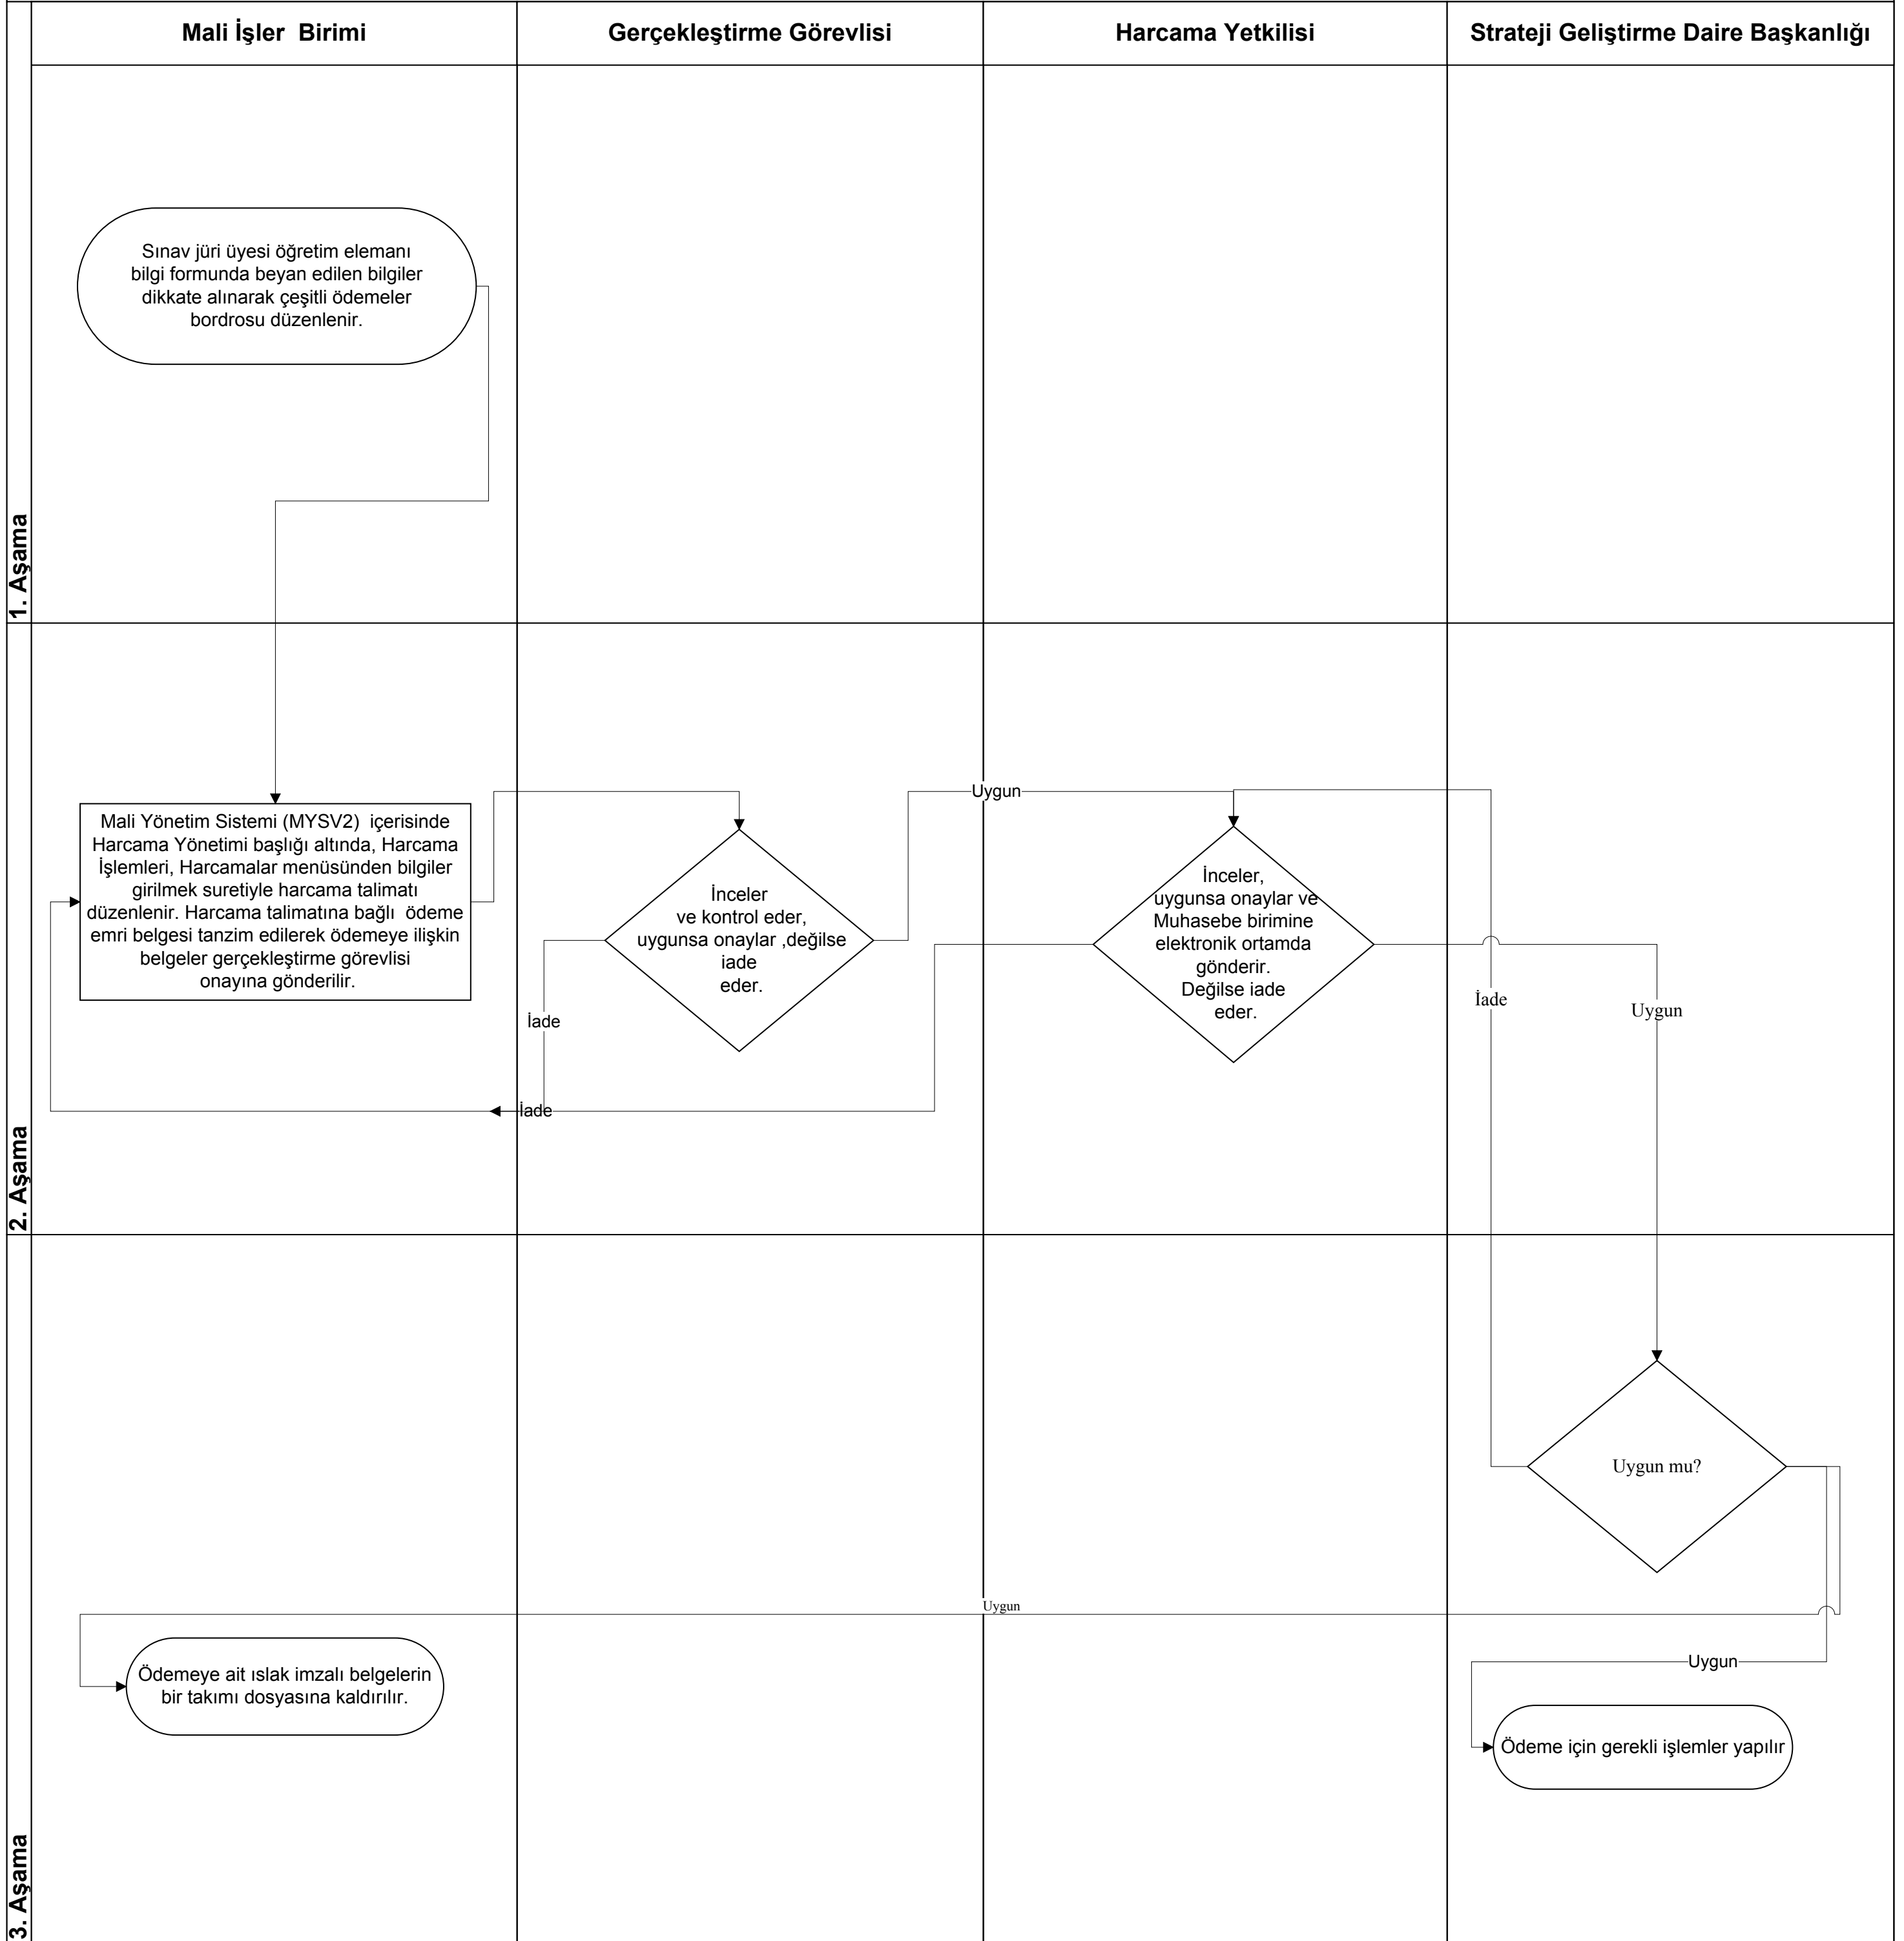 Mali İşler Birimi
Gerçekleştirme Görevlisi
Harcama Yetkilisi
Strateji Geliştirme Daire Başkanlığı
1. Aşama
Sınav jüri üyesi öğretim elemanı
bilgi formunda beyan edilen bilgiler
dikkate alınarak çeşitli ödemeler
bordrosu düzenlenir.
2. Aşama
Mali Yönetim Sistemi (MYSV2) içerisinde
Harcama Yönetimi başlığı altında, Harcama
İşlemleri, Harcamalar menüsünden bilgiler
girilmek suretiyle harcama talimatı
düzenlenir. Harcama talimatına bağlı ödeme
emri belgesi tanzim edilerek ödemeye ilişkin
belgeler gerçekleştirme görevlisi
onayına gönderilir.
İnceler
ve kontrol eder,
uygunsa onaylar ,değilse
iade
eder.
İade
İade
Uygun
İnceler,
uygunsa onaylar ve
Muhasebe birimine
elektronik ortamda
gönderir.
Değilse iade
eder.
İade
Uygun
3. Aşama
Uygun mu?
Uygun
Uygun
Ödemeye ait ıslak imzalı belgelerin
bir takımı dosyasına kaldırılır.
Ödeme için gerekli işlemler yapılır